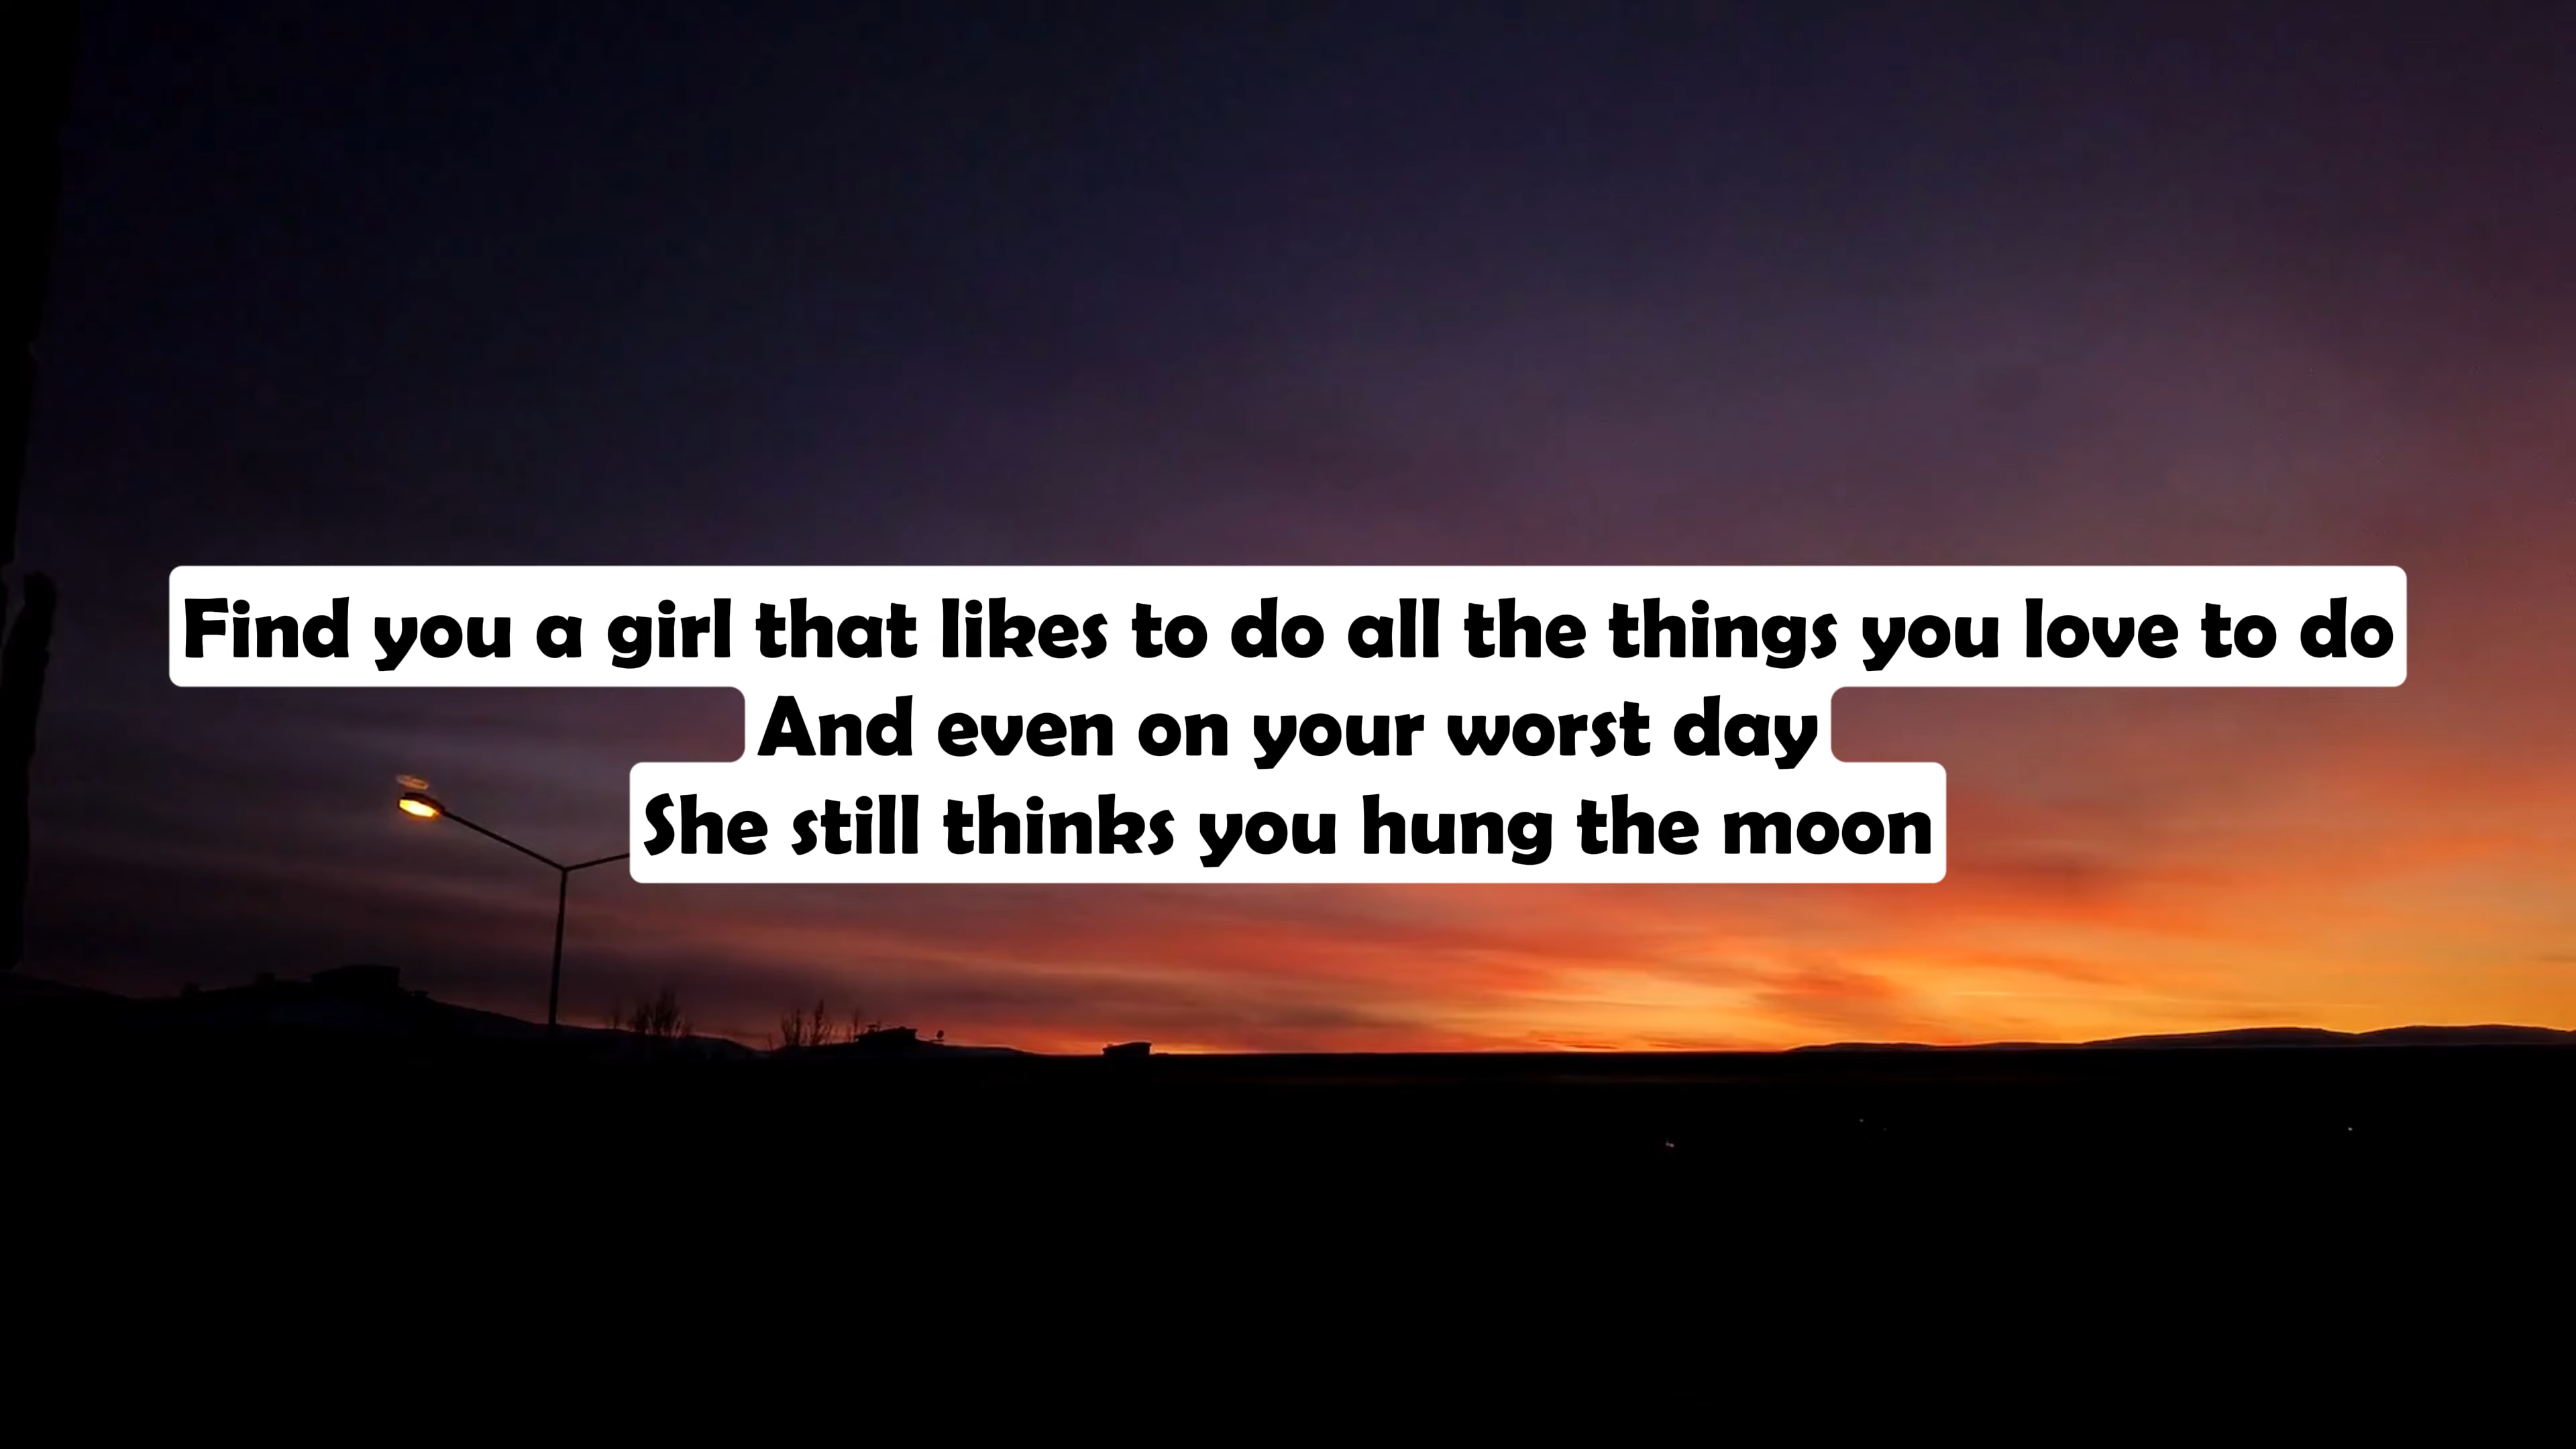 Find you a girl that likes to do all the things you love to do
And even on your worst day
She still thinks you hung the moon